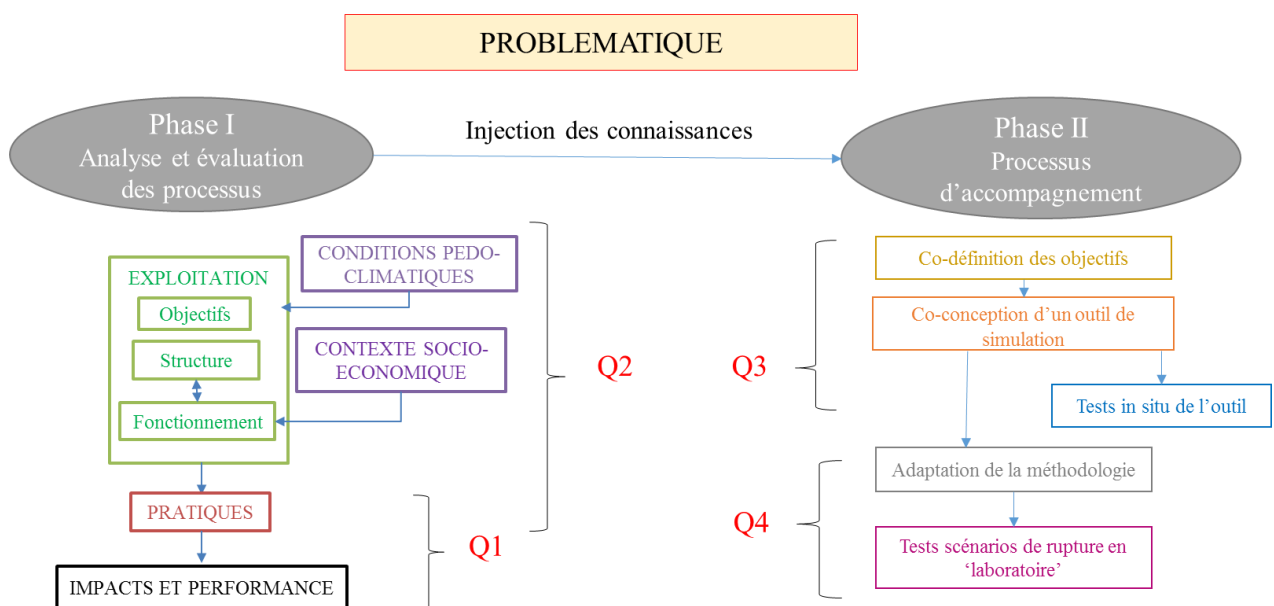 PROBLEMATIQUE
Phase I
Analyse et évaluation
des processus
Injection des connaissances
Phase II
Processus
d’accompagnement
CONDITIONS PEDO-
CLIMATIQUES
EXPLOITATION
Objectifs
Structure
Fonctionnement
CONTEXTE SOCIO-
ECONOMIQUE
PRATIQUES
IMPACTS ET PERFORMANCE
Q2
Q1
Q3
Q4
Co-définition des objectifs
Co-conception d’un outil de
simulation
Tests in situ de l’outil
Adaptation de la méthodologie
Tests scénarios de rupture en
‘laboratoire’